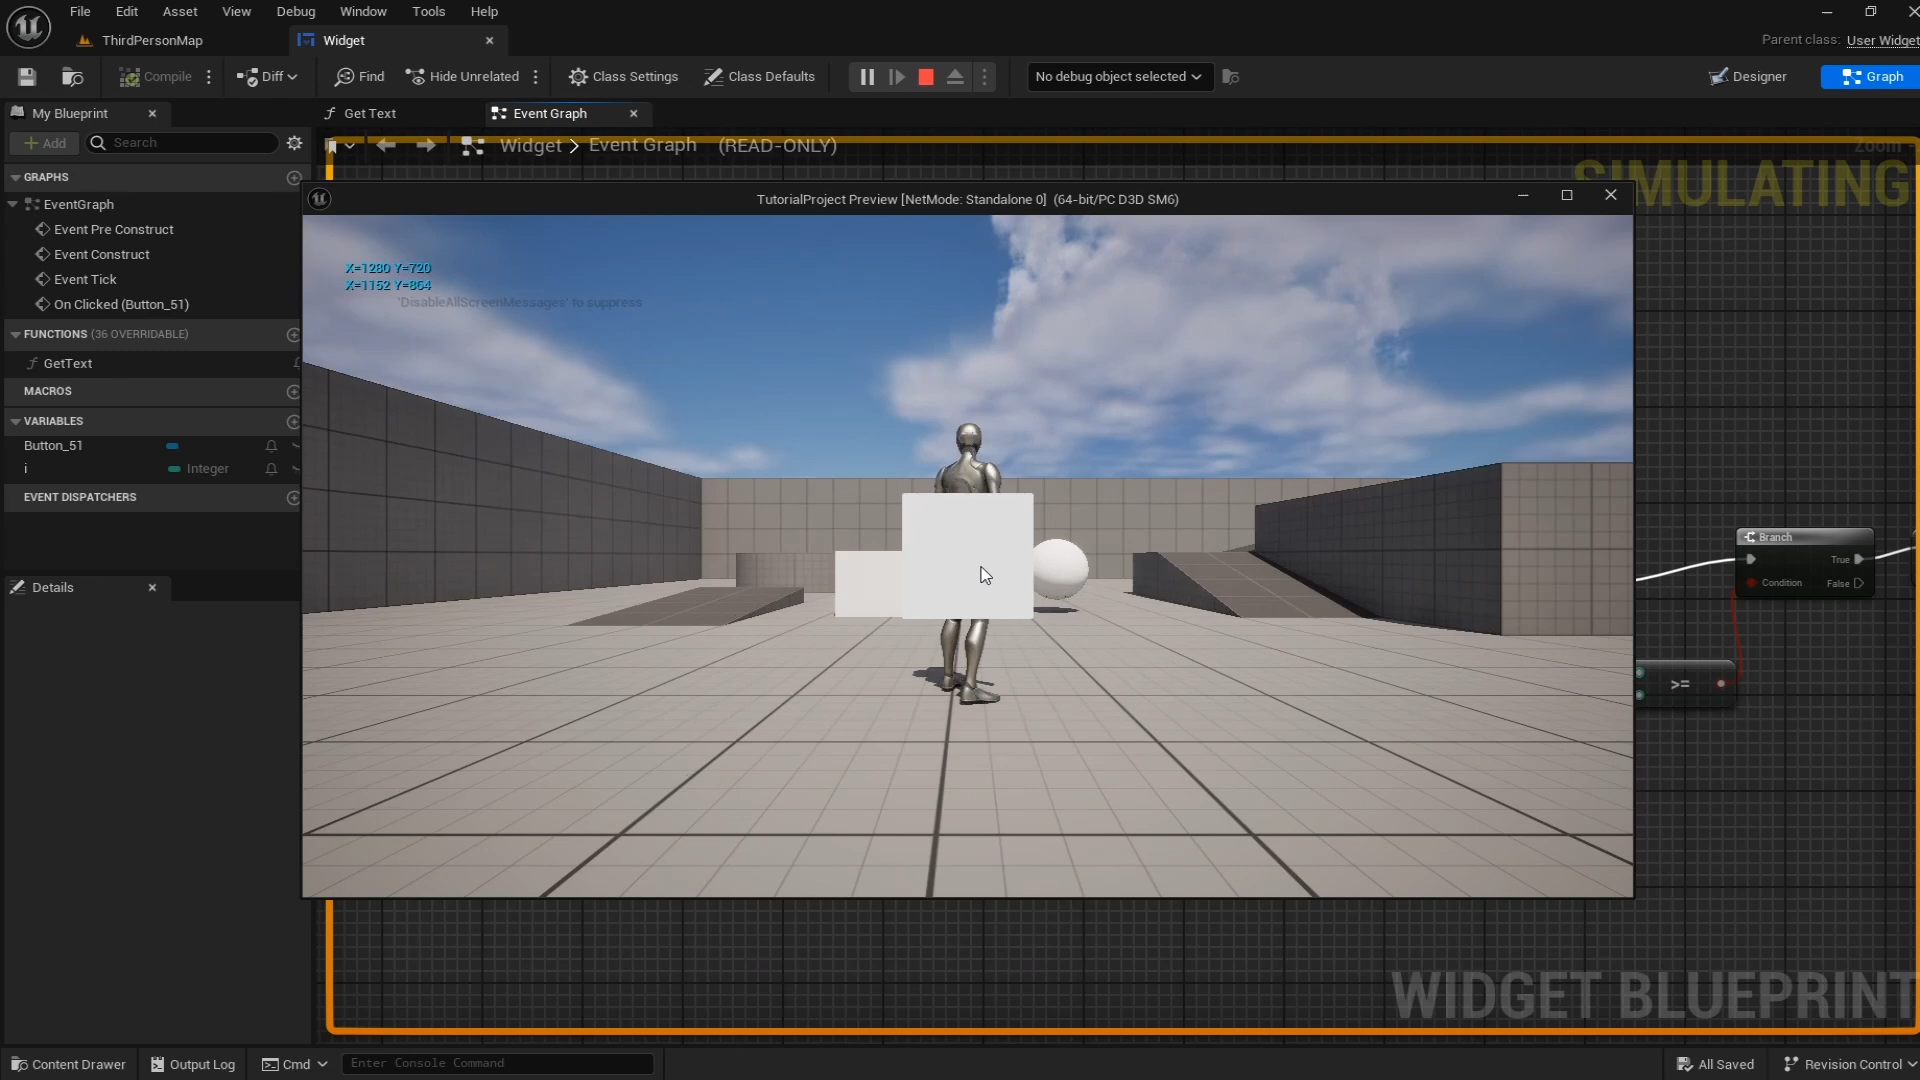 File Edit Asset View Debug Window Tools Help
ThirdPersonMap
Widget
Parent class: User Widget
Compile
Diff
Find
Hide Unrelated
Class Settings
Class Defaults
No debug object selected
Designer
Graph
My Blueprint
Get Text
Event Graph
+ Add
Search
Widget > Event Graph (READ-ONLY)
Zoom
SIMULATING
GRAPHS
EventGraph
Event Pre Construct
Event Construct
Event Tick
On Clicked (Button_51)
FUNCTIONS (36 OVERRIDABLE)
GetText
MACROS
VARIABLES
Button_51
i Integer
EVENT DISPATCHERS
Details
TutorialProject Preview [NetMode: Standalone 0] (64-bit/PC D3D SM6)
X=1280 Y=720
X=1152 Y=864
'DisableAllScreenMessages' to suppress
Branch
True
Condition False
>=
WIDGET BLUEPRINT
Content Drawer
Output Log
Cmd
Enter Console Command
All Saved
Revision Control